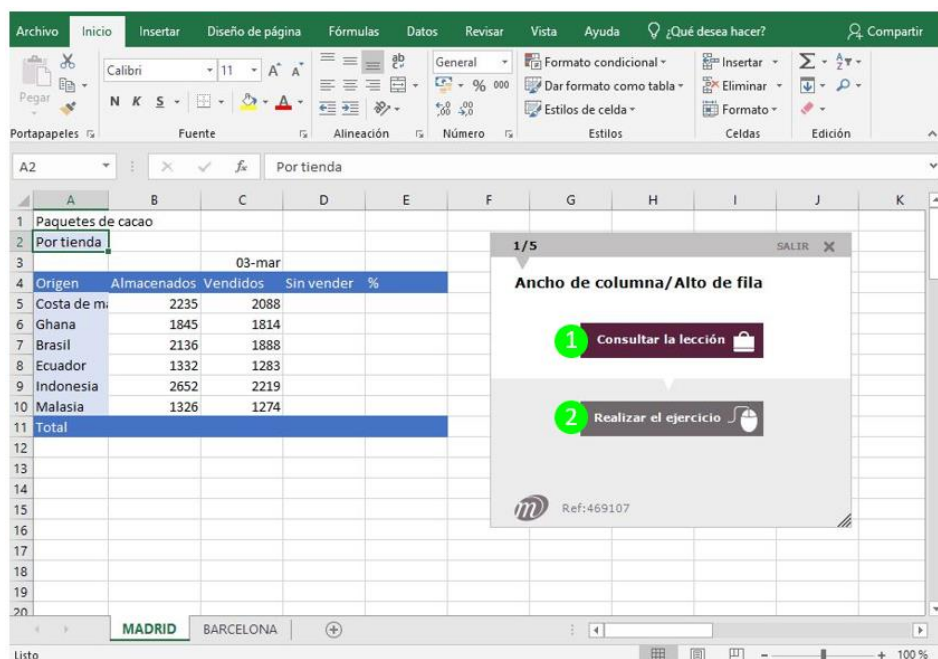 Archivo Inicio Insertar Diseño de página Fórmulas Datos Revisar Vista Ayuda ¿Qué desea hacer? Compartir
Pegar
Calibri 11 A A
N K S A
ab
General
% 000
Formato condicional
Dar formato como tabla
Estilos de celda
Insertar
Eliminar
Formato
Portapapeles Fuente Alineación Número Estilos Celdas Edición
A2 fx Por tienda
A B C D E F G H I J K
1 Paquetes de cacao
2 Por tienda
3 03-mar
4 Origen Almacenados Vendidos Sin vender %
5 Costa de ma 2235 2088
6 Ghana 1845 1814
7 Brasil 2136 1888
8 Ecuador 1332 1283
9 Indonesia 2652 2219
10 Malasia 1326 1274
11 Total
12
13
14
15
16
17
18
19
20
1/5 SALIR X
Ancho de columna/Alto de fila
1 Consultar la lección
2 Realizar el ejercicio
m Ref:469107
MADRID BARCELONA
Listo 100 %